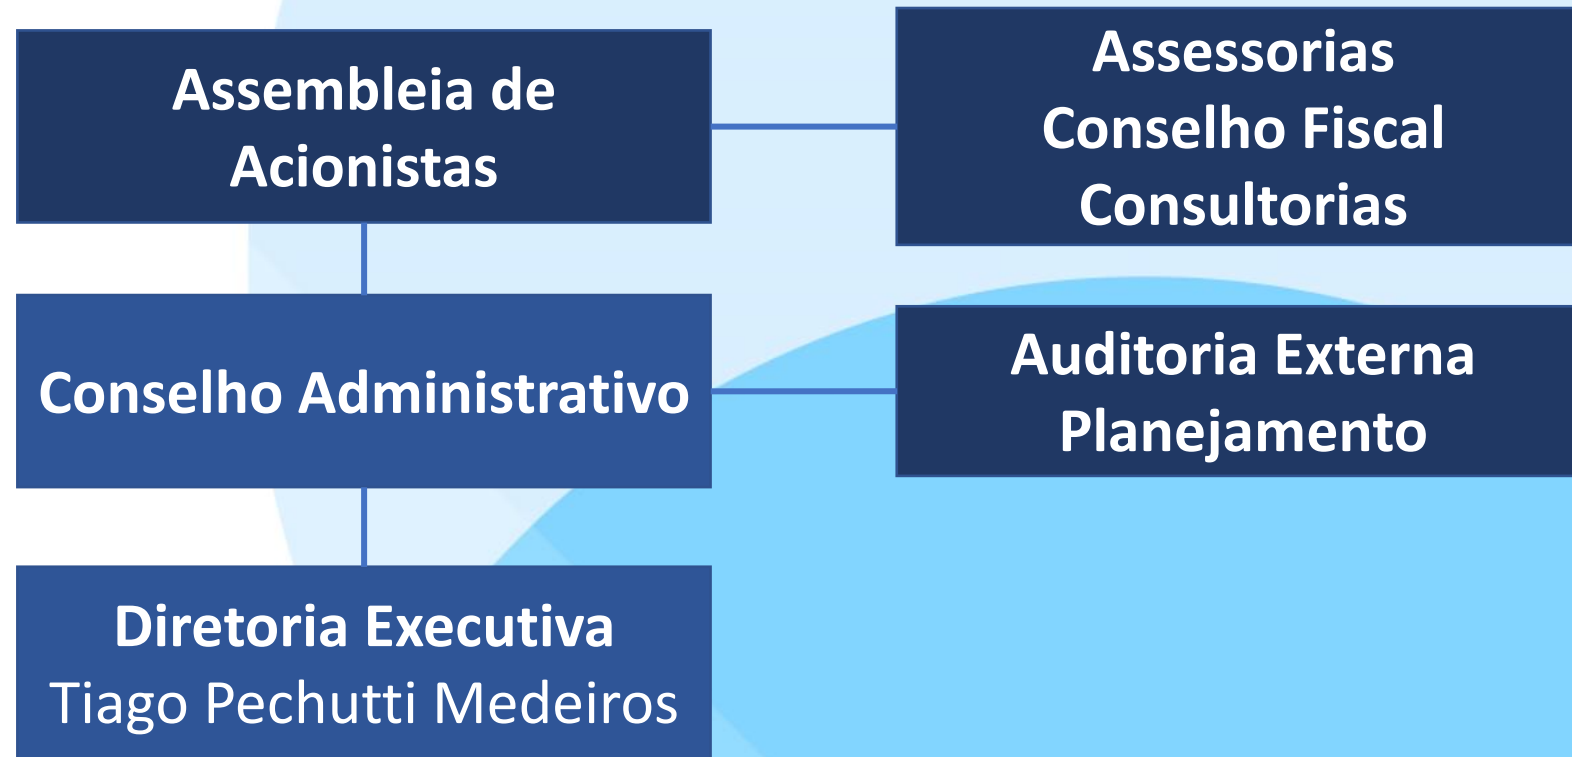 Assembleia de
Acionistas
Assessorias
Conselho Fiscal
Consultorias
Conselho Administrativo
Auditoria Externa
Planejamento
Diretoria Executiva
Tiago Pechutti Medeiros